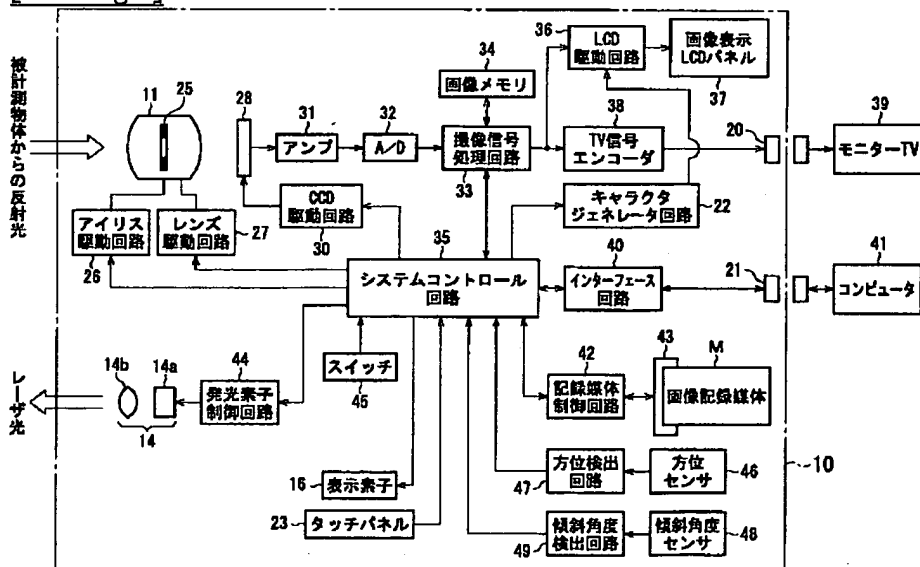 被計測物体からの反射光
11
25
28
31
アンプ
32
A/D
34
画像メモリ
撮像信号
処理回路
33
36
LCD
駆動回路
画像表示
LCDパネル
37
38
TV信号
エンコーダ
20
39
モニターTV
キャラクタ
ジェネレータ回路
22
CCD
駆動回路
30
アイリス
駆動回路
26
レンズ
駆動回路
27
35
システムコントロール
回路
40
インターフェース
回路
21
41
コンピュータ
レーザ光
14b
14a
14
44
発光素子
制御回路
スイッチ
45
42
記録媒体
制御回路
43
M
画像記録媒体
10
16
表示素子
23
タッチパネル
方位検出
回路
47
方位
センサ
46
傾斜角度
検出回路
49
傾斜角度
センサ
48